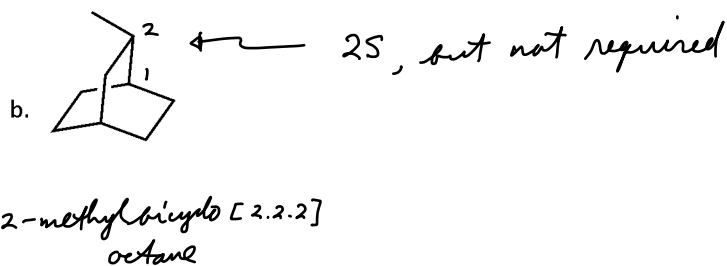 2
2S, but not required
1
b.
2-methylbicyclo [2.2.2]
octane